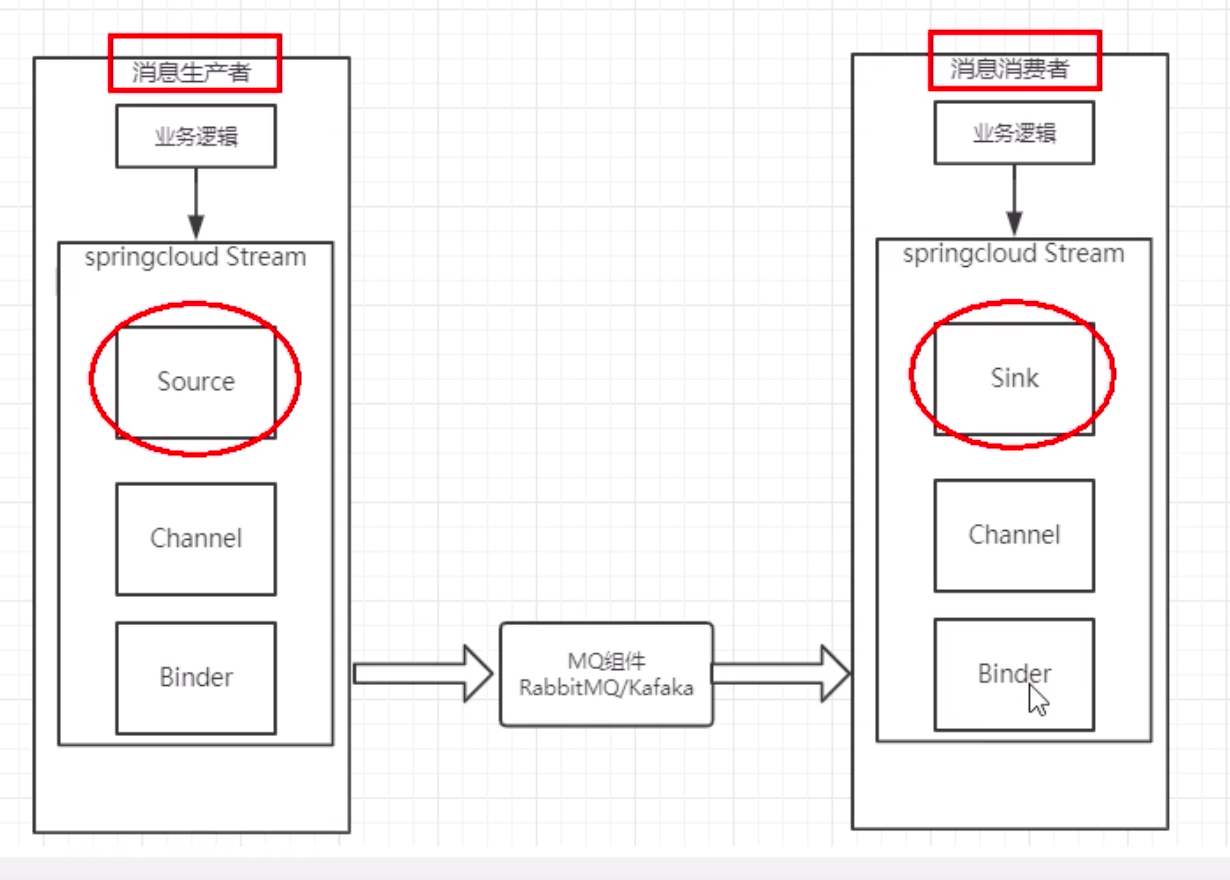 消息生产者
业务逻辑
springcloud Stream
Source
Channel
Binder
MQ组件
RabbitMQ/Kafaka
消息消费者
业务逻辑
springcloud Stream
Sink
Channel
Binder